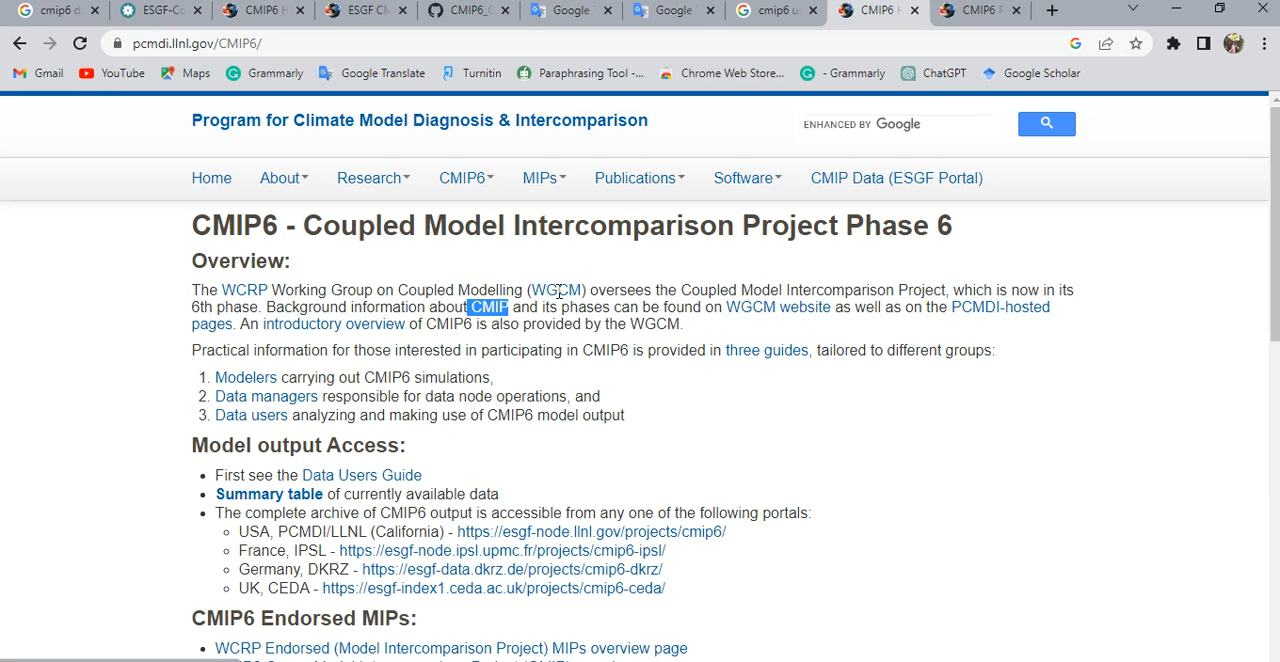 cmip6 d
ESGF-Co
CMIP6 H
ESGF CM
CMIP6_C
Google T
Google T
cmip6 u
CMIP6 H
CMIP6 P
pcmdi.llnl.gov/CMIP6/
Gmail YouTube Maps Grammarly Google Translate Turnitin Paraphrasing Tool -... Chrome Web Store... - Grammarly ChatGPT Google Scholar
Program for Climate Model Diagnosis & Intercomparison
ENHANCED BY Google
Home About Research CMIP6 MIPs Publications Software CMIP Data (ESGF Portal)
CMIP6 - Coupled Model Intercomparison Project Phase 6
Overview:
The WCRP Working Group on Coupled Modelling (WGCM) oversees the Coupled Model Intercomparison Project, which is now in its
6th phase. Background information about CMIP and its phases can be found on WGCM website as well as on the PCMDI-hosted
pages. An introductory overview of CMIP6 is also provided by the WGCM.
Practical information for those interested in participating in CMIP6 is provided in three guides, tailored to different groups:
1. Modelers carrying out CMIP6 simulations,
2. Data managers responsible for data node operations, and
3. Data users analyzing and making use of CMIP6 model output
Model output Access:
• First see the Data Users Guide
• Summary table of currently available data
• The complete archive of CMIP6 output is accessible from any one of the following portals:
◦ USA, PCMDI/LLNL (California) - https://esgf-node.llnl.gov/projects/cmip6/
◦ France, IPSL - https://esgf-node.ipsl.upmc.fr/projects/cmip6-ipsl/
◦ Germany, DKRZ - https://esgf-data.dkrz.de/projects/cmip6-dkrz/
◦ UK, CEDA - https://esgf-index1.ceda.ac.uk/projects/cmip6-ceda/
CMIP6 Endorsed MIPs:
• WCRP Endorsed (Model Intercomparison Project) MIPs overview page